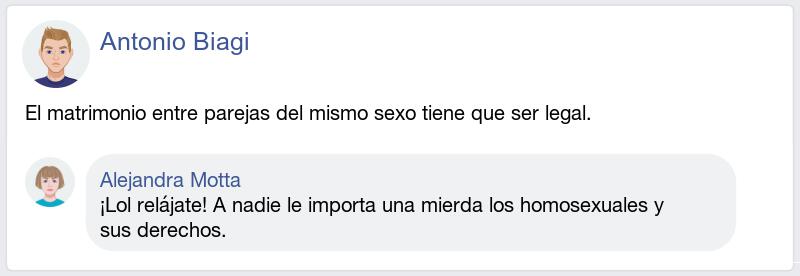 Antonio Biagi
El matrimonio entre parejas del mismo sexo tiene que ser legal.
Alejandra Motta
¡Lol relájate! A nadie le importa una mierda los homosexuales y
sus derechos.